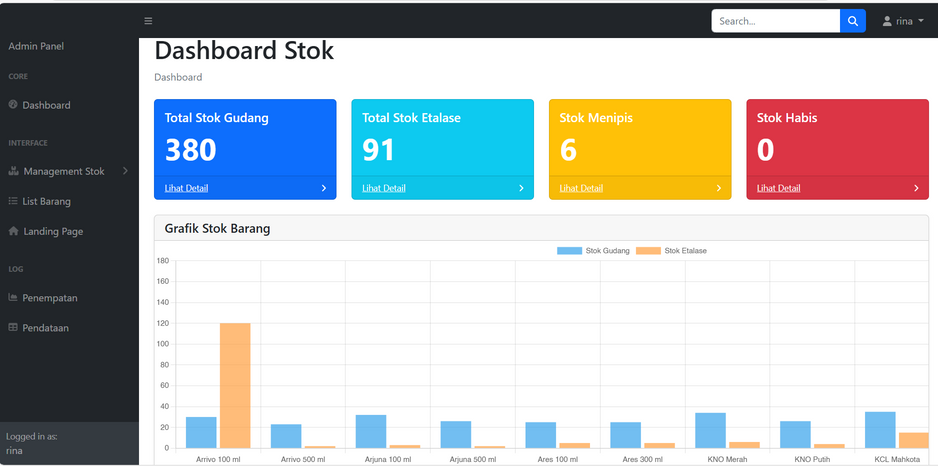 Search...
rina
Admin Panel
CORE
Dashboard
INTERFACE
Management Stok
List Barang
Landing Page
LOG
Penempatan
Pendataan
Logged in as:
rina
Dashboard Stok
Dashboard
Total Stok Gudang
380
Lihat Detail
Total Stok Etalase
91
Lihat Detail
Stok Menipis
6
Lihat Detail
Stok Habis
0
Lihat Detail
Grafik Stok Barang
Stok Gudang Stok Etalase
180
160
140
120
100
80
60
40
20
0
Arrivo 100 ml Arrivo 500 ml Arjuna 100 ml Arjuna 500 ml Ares 100 ml Ares 300 ml KNO Merah KNO Putih KCL Mahkota